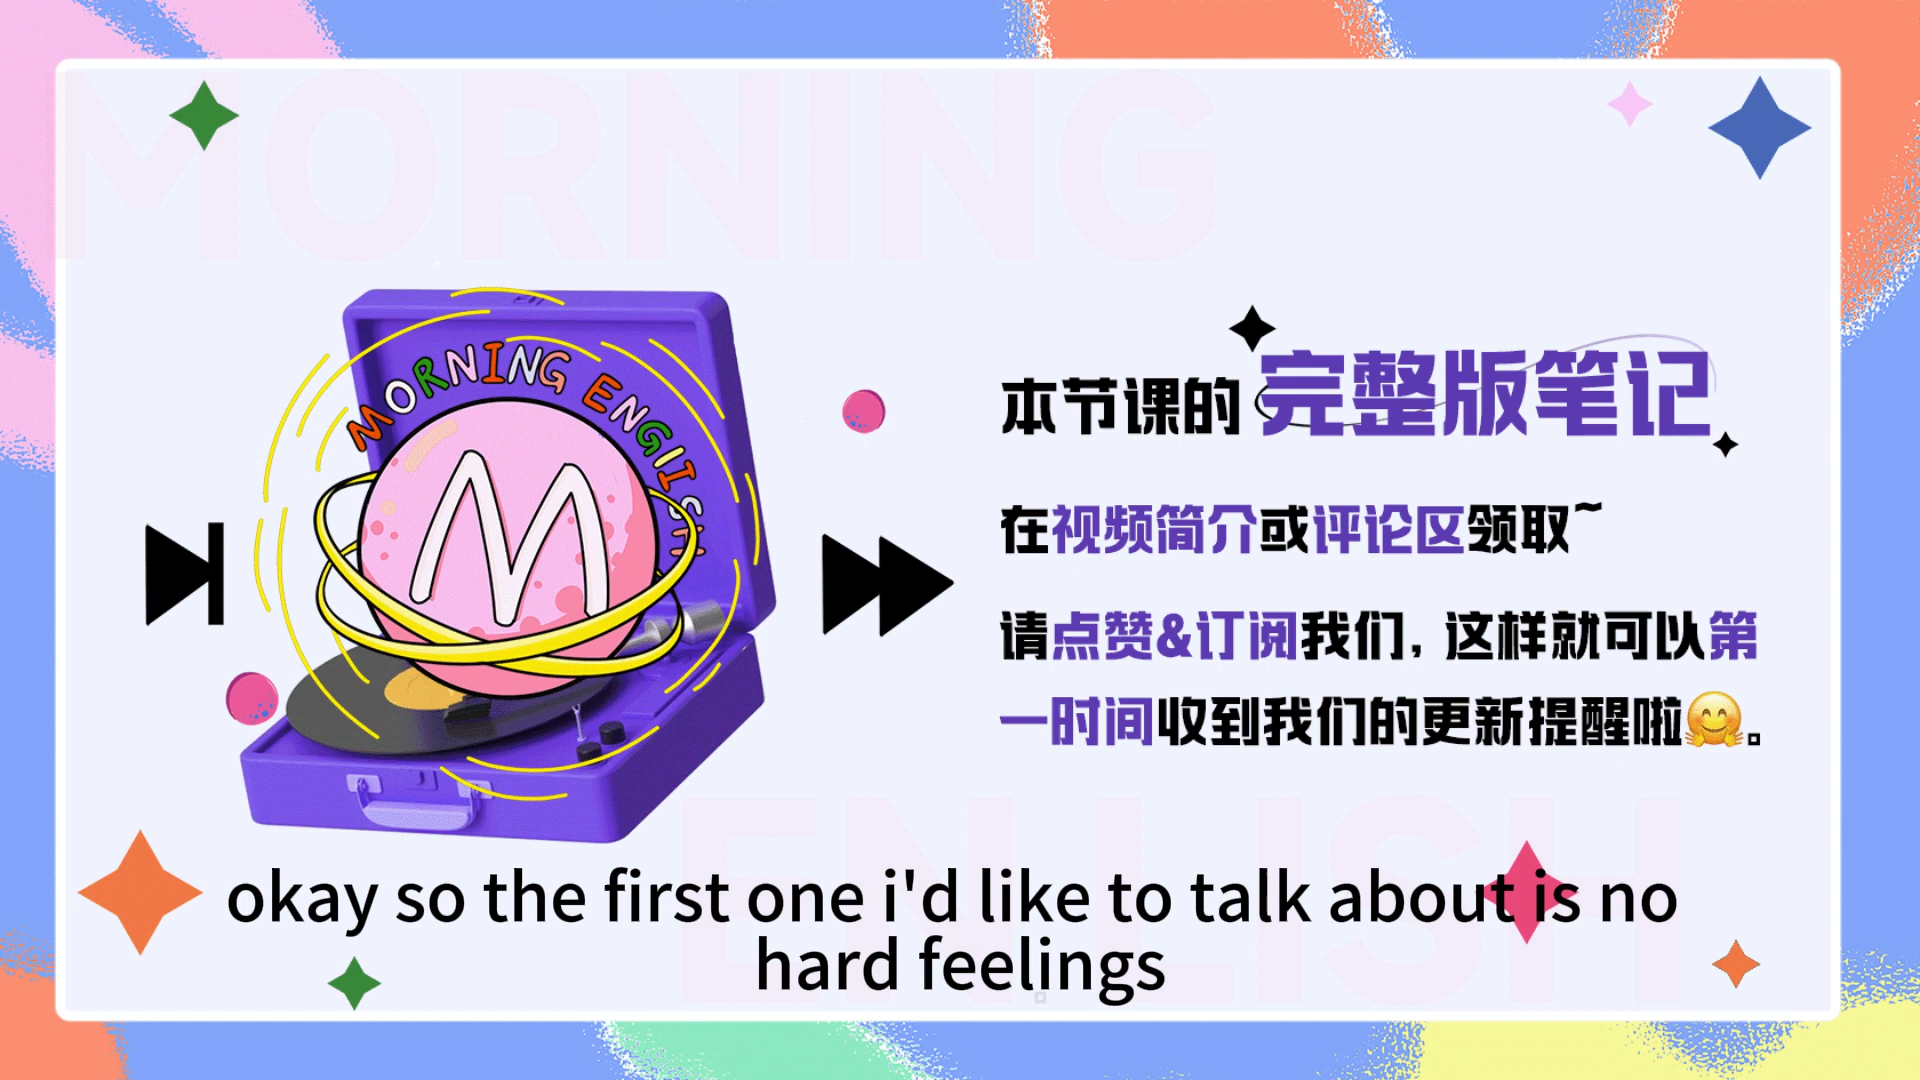 MORNING
MORNING ENGlISH
M
本节课的 完整版笔记
在视频简介或评论区领取~
请点赞&订阅我们, 这样就可以第
一时间收到我们的更新提醒啦🤗。
okay so the first one i'd like to talk about is no
hard feelings